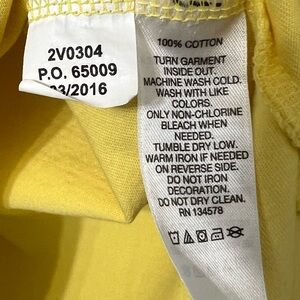 2V0304
P.O. 65009
03/2016
100% COTTON
TURN GARMENT
INSIDE OUT.
MACHINE WASH COLD.
WASH WITH LIKE
COLORS.
ONLY NON-CHLORINE
BLEACH WHEN
NEEDED.
TUMBLE DRY LOW.
WARM IRON IF NEEDED
ON REVERSE SIDE.
DO NOT IRON
DECORATION.
DO NOT DRY CLEAN.
RN 134578